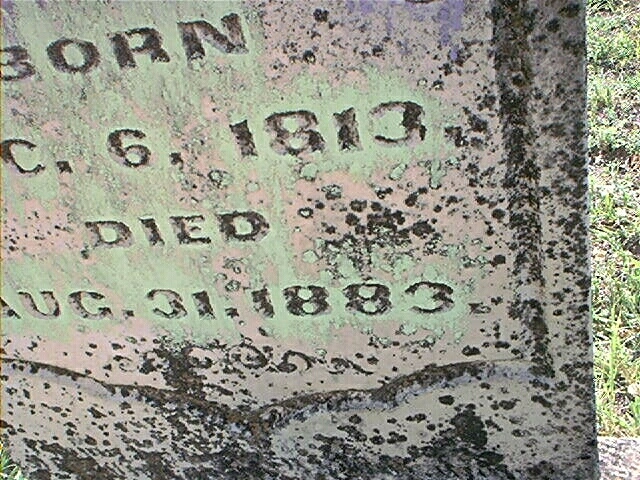 BORN
C. 6, 1813.
DIED
AUG. 31, 1883.